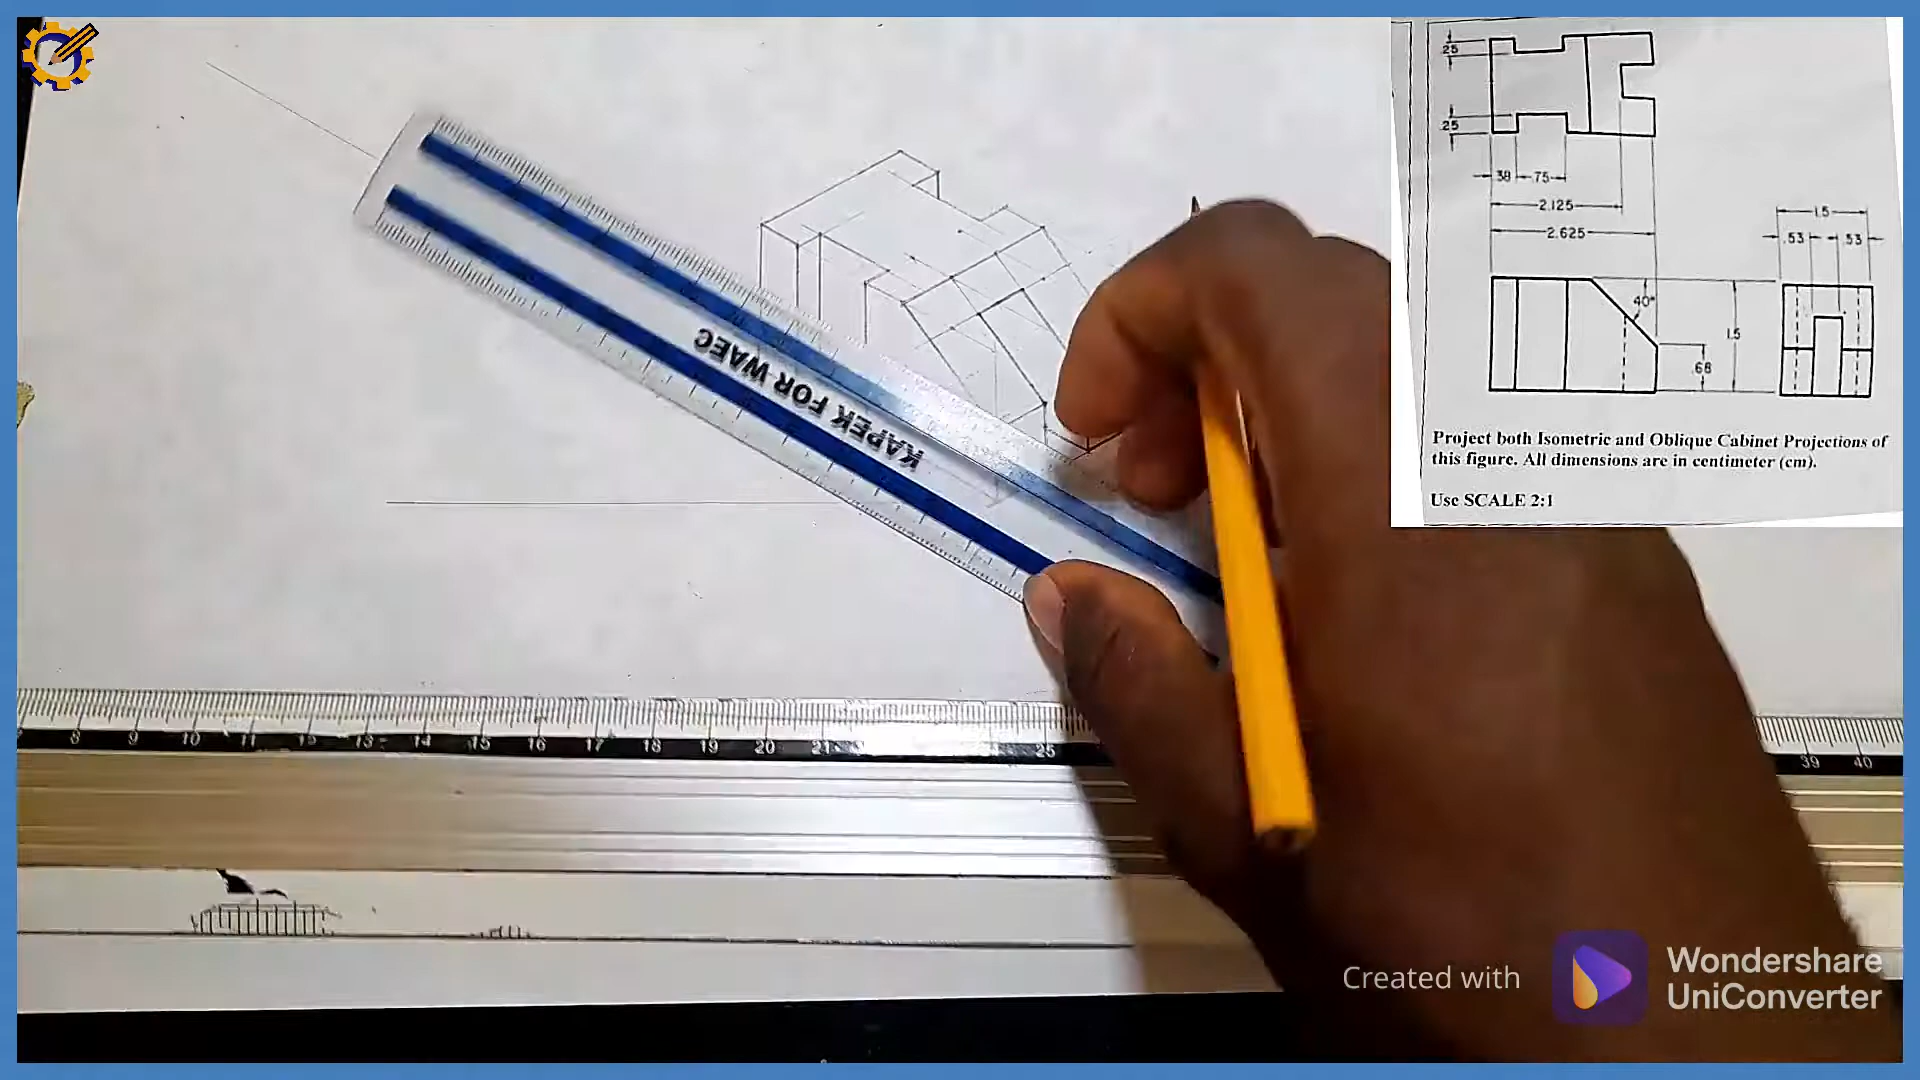 .25
.25
.38
.75
2.125
2.625
1.5
.53
.53
40°
1.5
.68
Project both Isometric and Oblique Cabinet Projections of
this figure. All dimensions are in centimeter (cm).
Use SCALE 2:1
KAPEK FOR WAEC
8 9 10 11 12 13 14 15 16 17 18 19 20 21 25 39 40
Created with
Wondershare
UniConverter